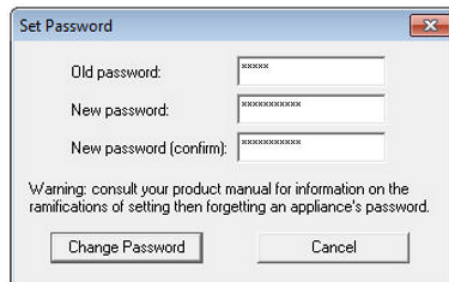 Set Password
Old password: *****
New password: ***********
New password (confirm): ***********
Warning: consult your product manual for information on the
ramifications of setting then forgetting an appliance's password.
Change Password Cancel